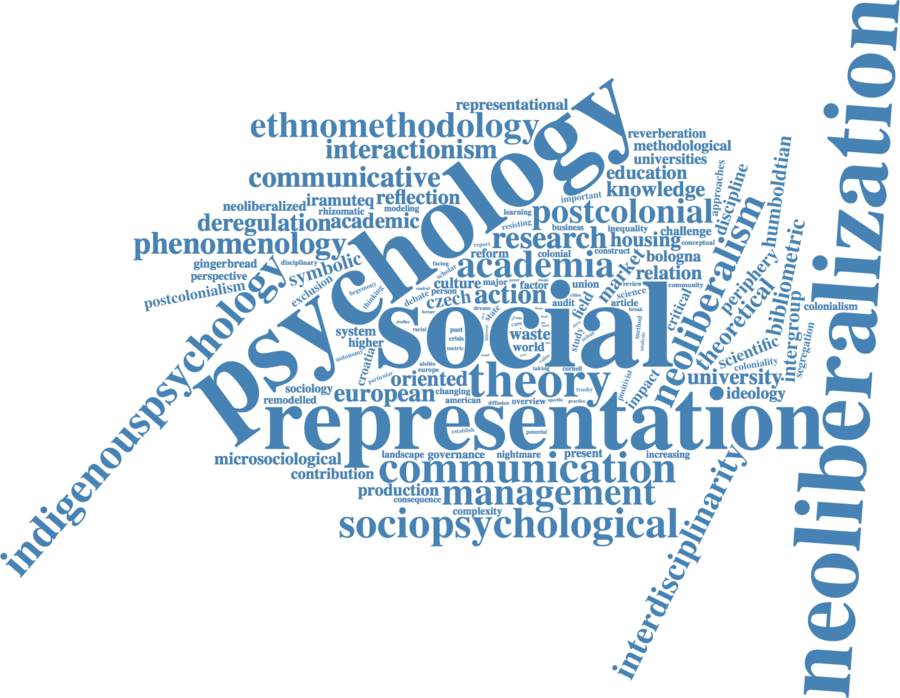 representational
ethnomethodology
reverberation
interactionism
methodological
universities
communicative
education
knowledge
reflection
iramuteq
important
approaches
discipline
humboldtian
neoliberalized
rhizomatic
modeling
learning
postcolonial
deregulation
academic
resisting
business
inequality
challenge
conceptual
phenomenology
research
housing
report
reform
colonial
construct
bologna
gingerbread
disciplinary
symbolic
facing
scholar
academia
market
relation
perspective
exclusion
hegemony
thinking
culture
major
factor
union
review
science
community
postcolonialism
debate
person
czech
action
audit
field
article
break
critical
periphery
bibliometric
colonialism
psychology
indigenouspsychology
social
neoliberalism
theoretical
intergroup
segregation
neoliberalization
dream
state
system
higher
racial
past
crisis
metric
waste
world
study
method
scientific
coloniality
autonomy
croatia
particular
europe
taking
cornell
positivist
impact
university
ideology
oriented
theory
sociology
remodelled
european
changing
american
diffusion
overview
specific
practice
trashy
representation
establish
potential
microsociological
landscape
governance
nightmare
present
increasing
contribution
communication
production
consequence
management
complexity
sociopsychological
interdisciplinarity